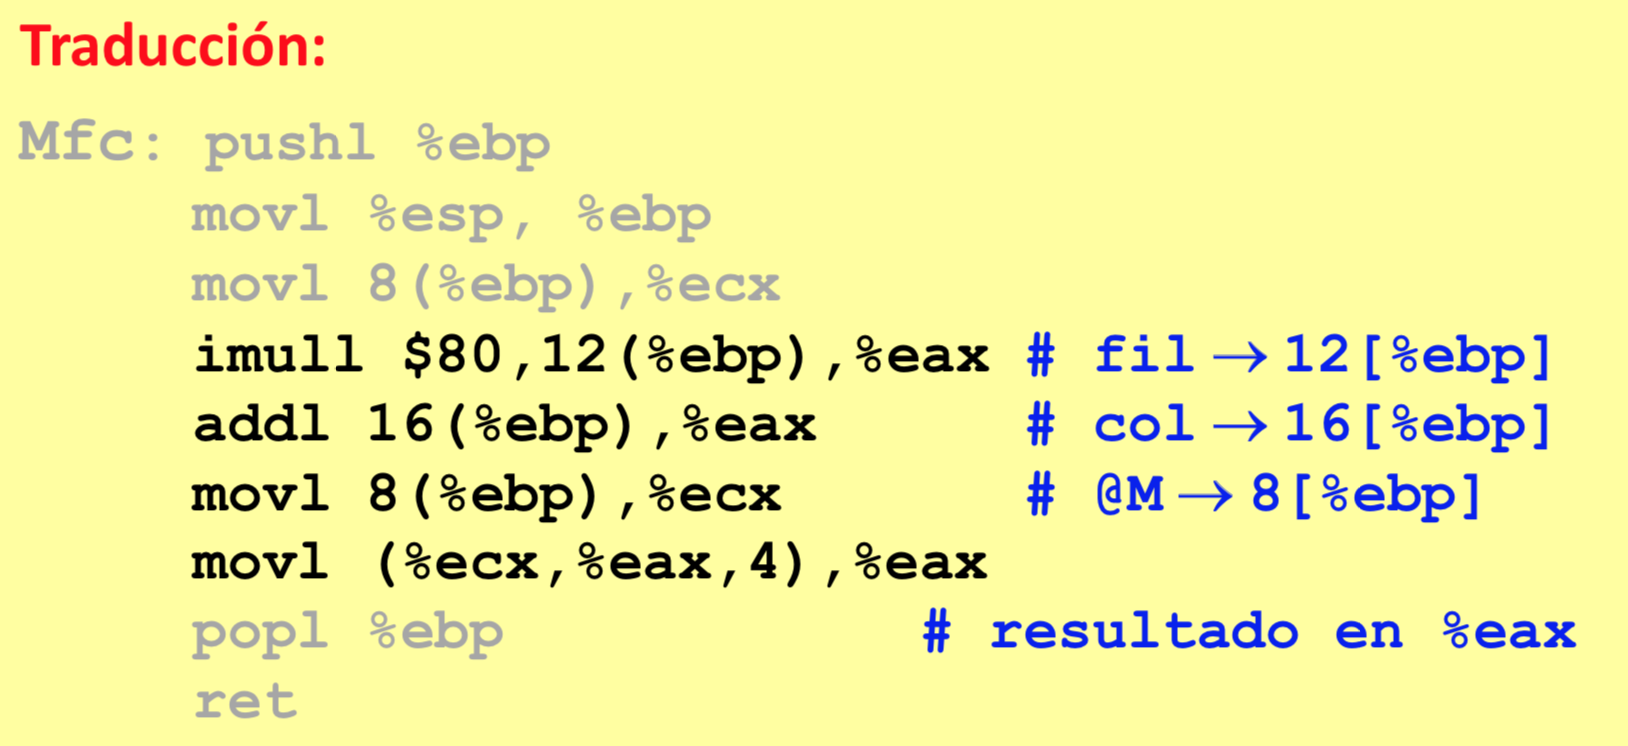 Traducción:
Mfc: pushl %ebp
movl %esp, %ebp
movl 8(%ebp),%ecx
imull $80,12(%ebp),%eax # fil → 12[%ebp]
addl 16(%ebp),%eax # col → 16[%ebp]
movl 8(%ebp),%ecx # @M → 8[%ebp]
movl (%ecx,%eax,4),%eax
popl %ebp # resultado en %eax
ret